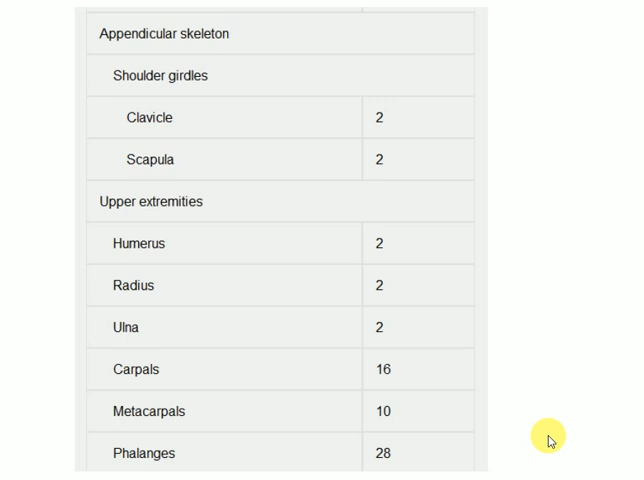 Appendicular skeleton
Shoulder girdles
Clavicle 2
Scapula 2
Upper extremities
Humerus 2
Radius 2
Ulna 2
Carpals 16
Metacarpals 10
Phalanges 28